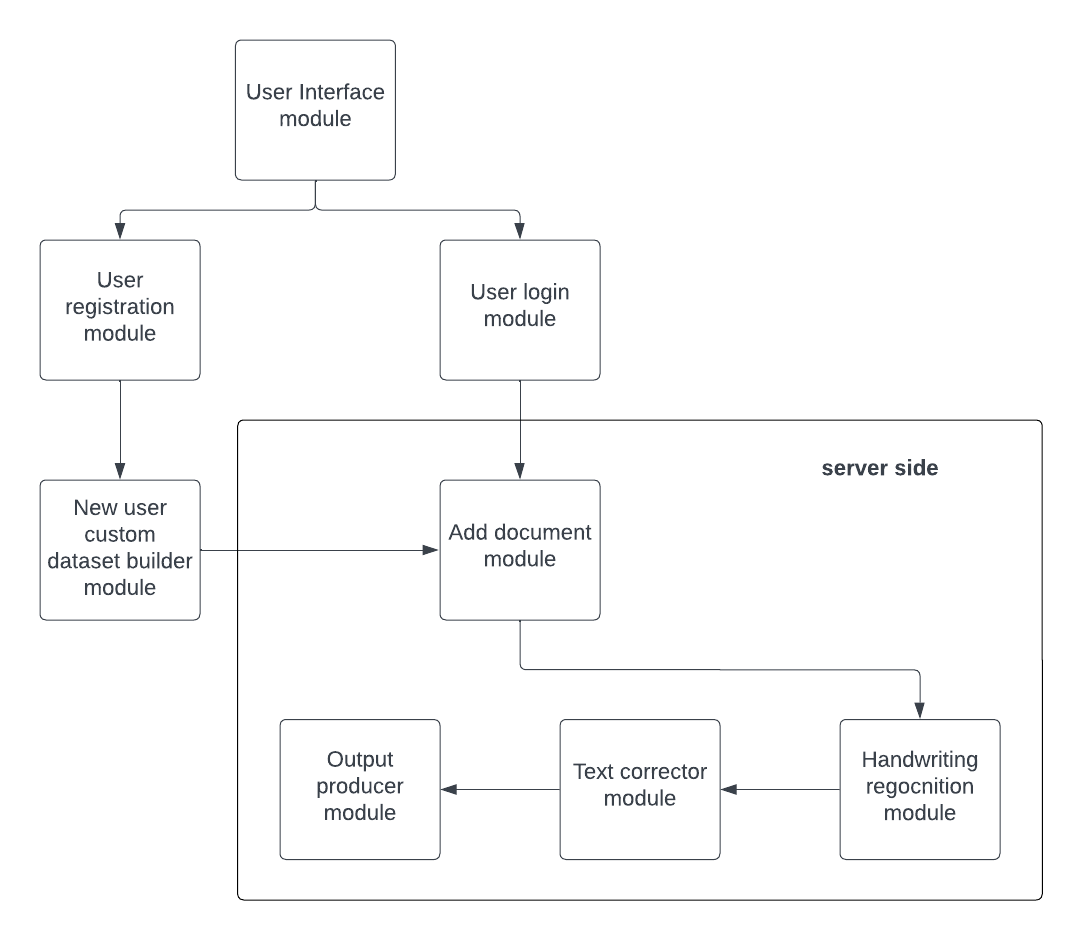 User Interface
module
User
registration
module
User login
module
server side
New user
custom
dataset builder
module
Add document
module
Output
producer
module
Text corrector
module
Handwriting
regocnition
module